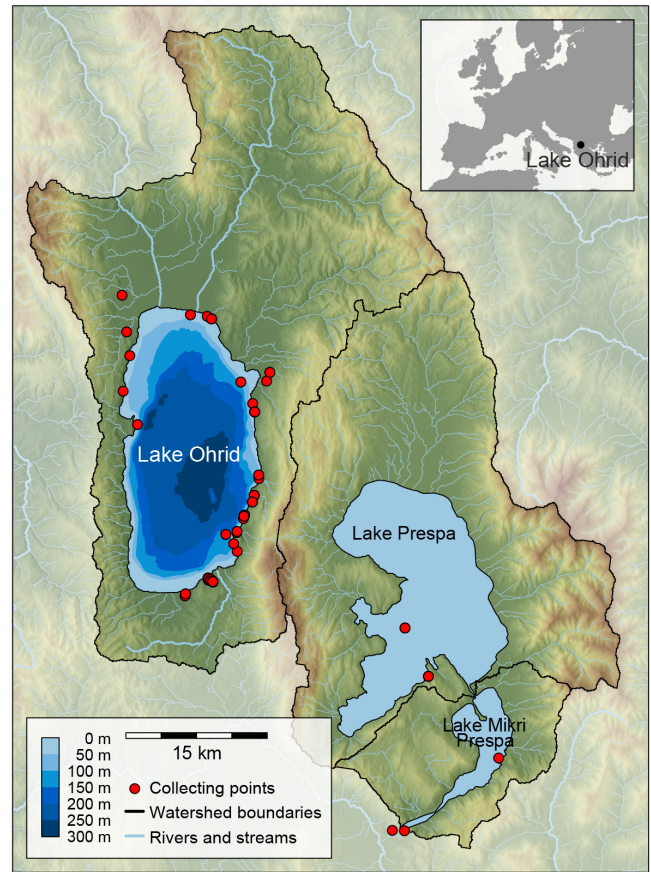 Lake Ohrid
Lake Ohrid
Lake Prespa
Lake Mikri
Prespa
0 m
50 m
100 m
150 m
200 m
250 m
300 m
15 km
Collecting points
Watershed boundaries
Rivers and streams